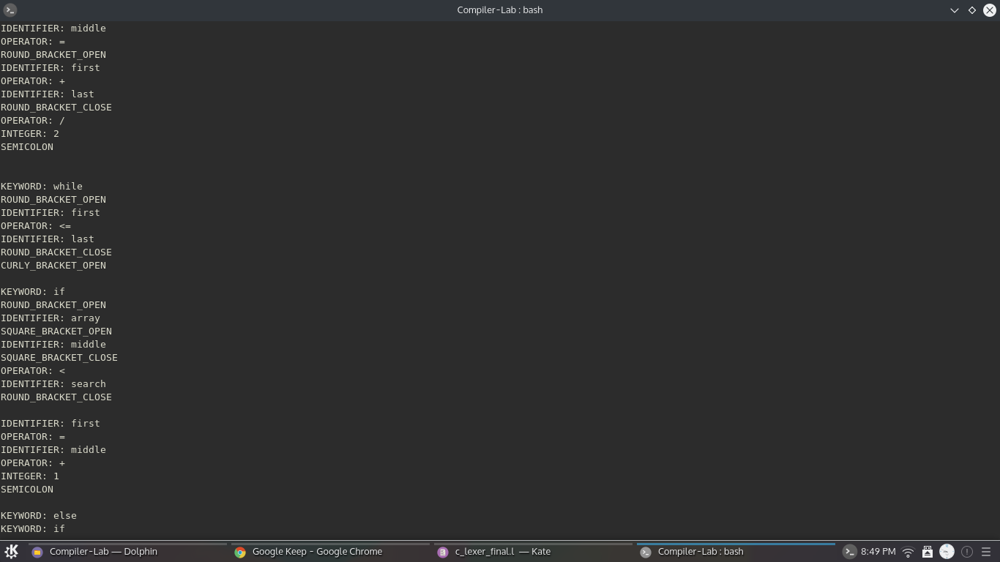 Compiler-Lab : bash
IDENTIFIER: middle
OPERATOR: =
ROUND_BRACKET_OPEN
IDENTIFIER: first
OPERATOR: +
IDENTIFIER: last
ROUND_BRACKET_CLOSE
OPERATOR: /
INTEGER: 2
SEMICOLON
KEYWORD: while
ROUND_BRACKET_OPEN
IDENTIFIER: first
OPERATOR: <=
IDENTIFIER: last
ROUND_BRACKET_CLOSE
CURLY_BRACKET_OPEN
KEYWORD: if
ROUND_BRACKET_OPEN
IDENTIFIER: array
SQUARE_BRACKET_OPEN
IDENTIFIER: middle
SQUARE_BRACKET_CLOSE
OPERATOR: <
IDENTIFIER: search
ROUND_BRACKET_CLOSE
IDENTIFIER: first
OPERATOR: =
IDENTIFIER: middle
OPERATOR: +
INTEGER: 1
SEMICOLON
KEYWORD: else
KEYWORD: if
Compiler-Lab — Dolphin
Google Keep - Google Chrome
c_lexer_final.l — Kate
Compiler-Lab : bash
8:49 PM